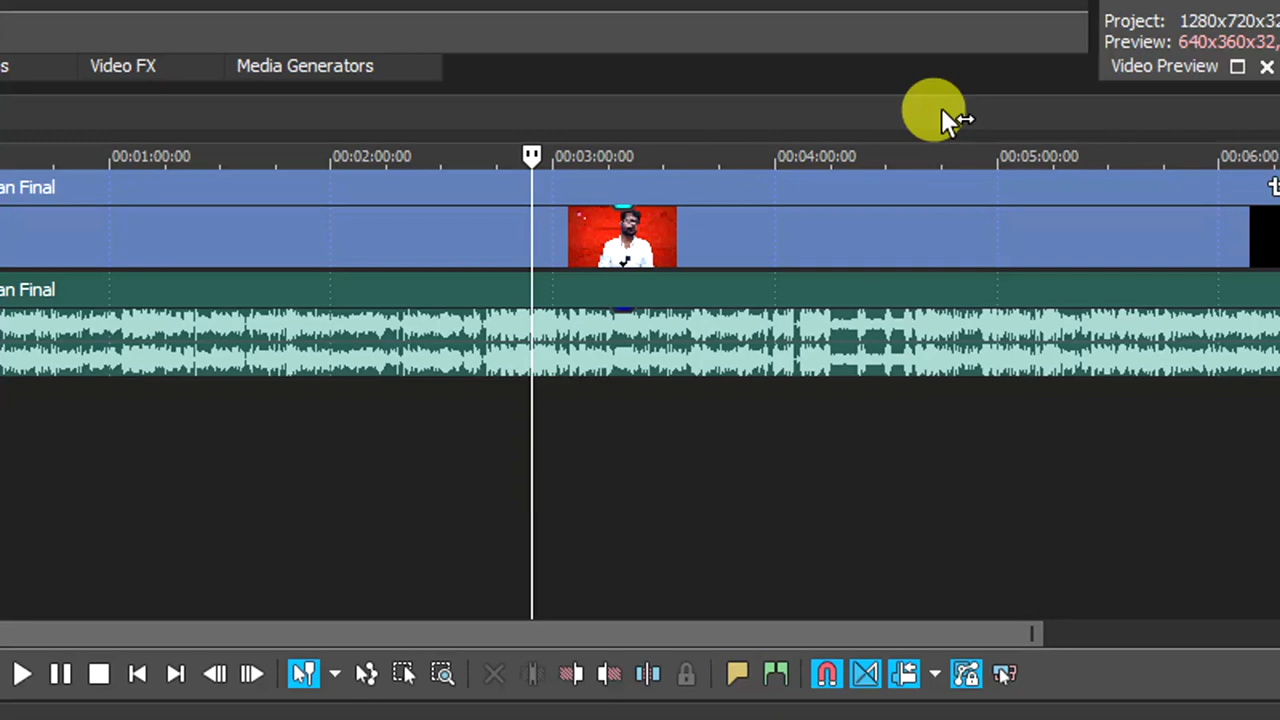 Project: 1280x720x32
Preview: 640x360x32,
s Video FX Media Generators Video Preview
00:01:00:00 00:02:00:00 00:03:00:00 00:04:00:00 00:05:00:00 00:06:00
an Final
an Final